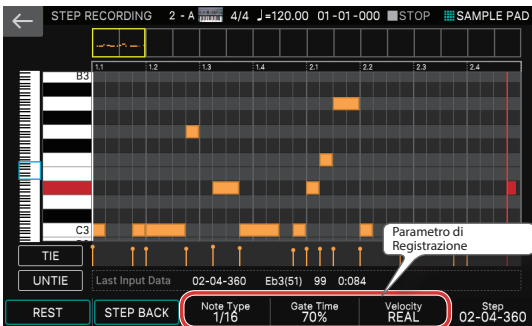 STEP RECORDING 2 - A 4/4 ♩=120.00 01 -01 -000 STOP SAMPLE PAD
1.1 1.2 1.3 1.4 2.1 2.2 2.3 2.4
B3
C3
Parametro di
Registrazione
TIE
UNTIE Last Input Data 02-04-360 Eb3(51) 99 0:084
REST STEP BACK Note Type Gate Time Velocity Step
1/16 70% REAL 02-04-360